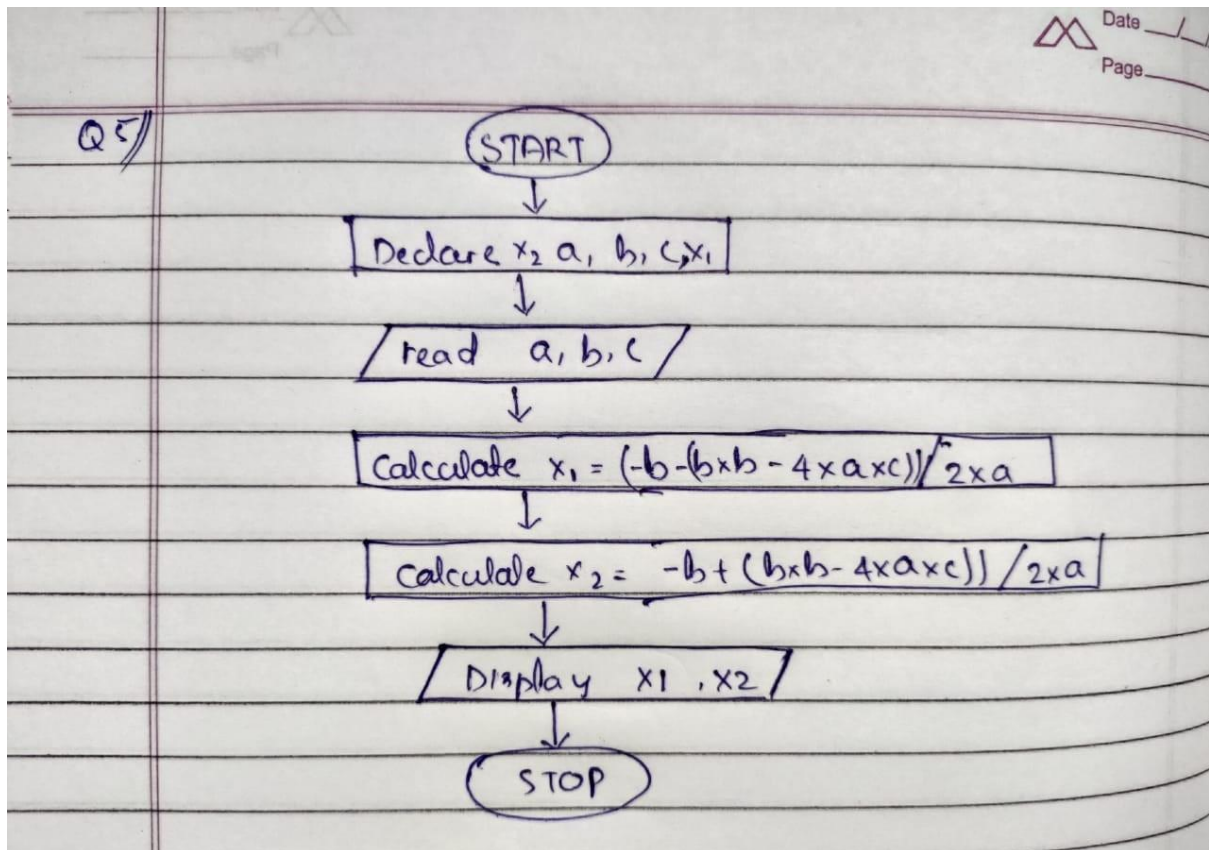 Date
Page
Q5
START
Declare x₂ a, b, c, x₁
read a, b, c
Calculate x₁ = (-b-(b×b - 4×a×c))/2×a
Calculate x₂ = -b+(b×b-4×a×c))/2×a
Display x1, x2
STOP